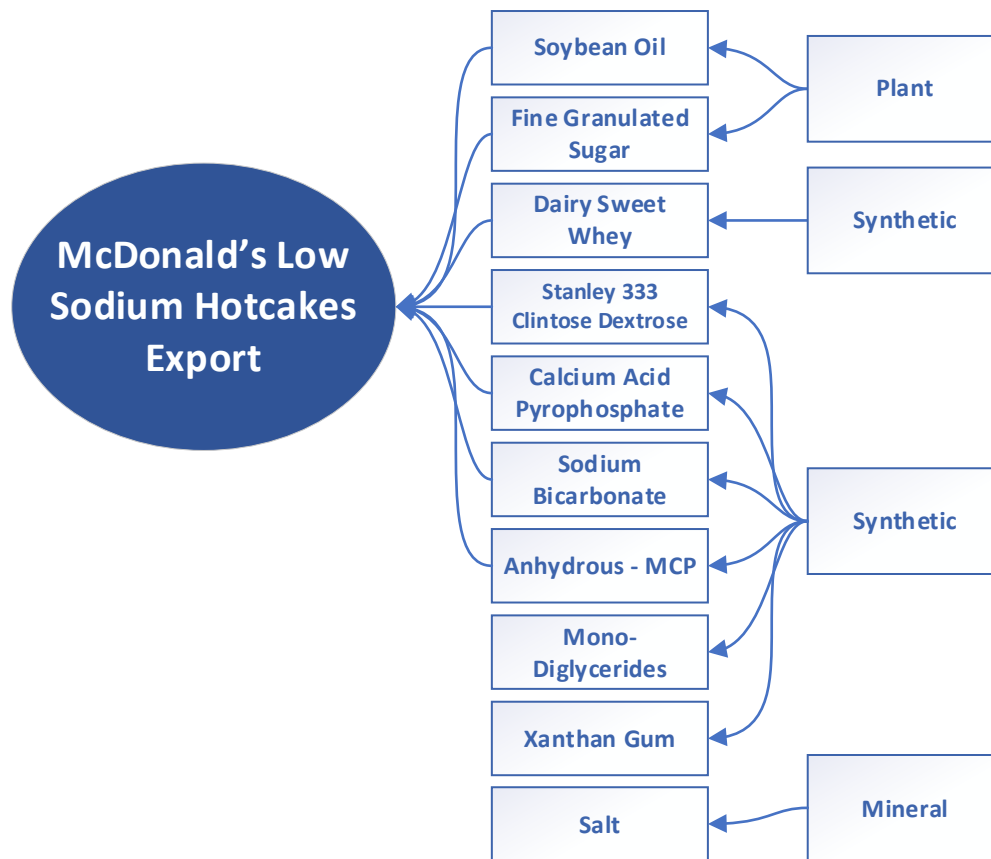 McDonald’s Low
Sodium Hotcakes
Export
Soybean Oil
Fine Granulated
Sugar
Dairy Sweet
Whey
Stanley 333
Clintose Dextrose
Calcium Acid
Pyrophosphate
Sodium
Bicarbonate
Anhydrous - MCP
Mono-
Diglycerides
Xanthan Gum
Salt
Plant
Synthetic
Synthetic
Mineral